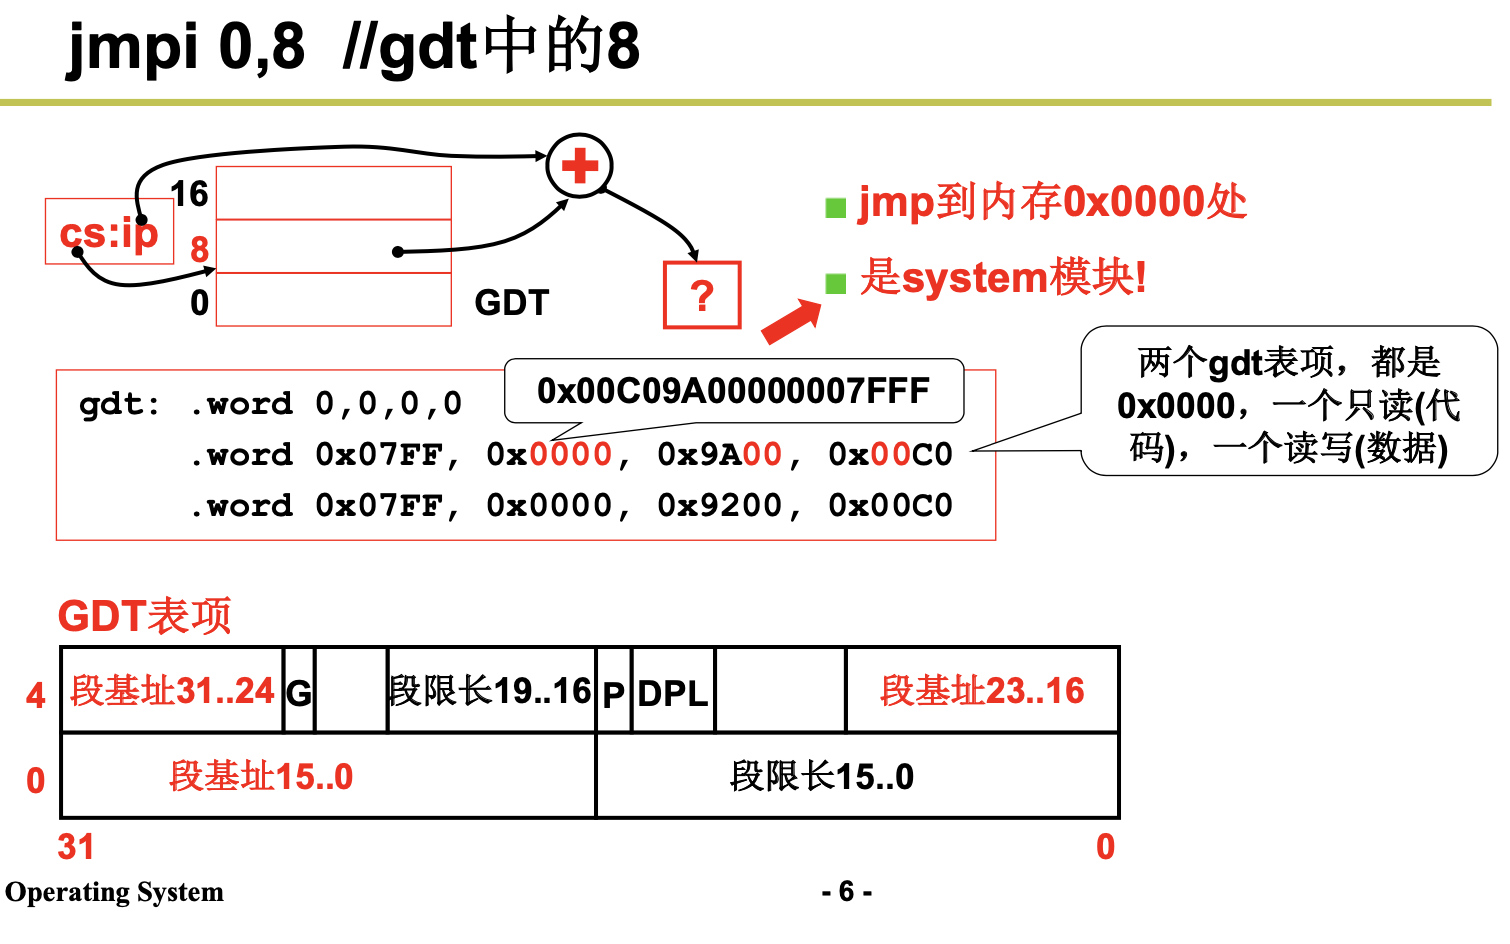 jmpi 0,8 //gdt中的8
16
cs:ip
8
0
GDT
?
jmp到内存0x0000处
是system模块!
0x00C09A00000007FFF
两个gdt表项，都是
0x0000，一个只读(代
码)，一个读写(数据)
gdt: .word 0,0,0,0
.word 0x07FF, 0x0000, 0x9A00, 0x00C0
.word 0x07FF, 0x0000, 0x9200, 0x00C0
GDT表项
4 段基址31..24 G 段限长19..16 P DPL 段基址23..16
0 段基址15..0 段限长15..0
31 0
Operating System - 6 -